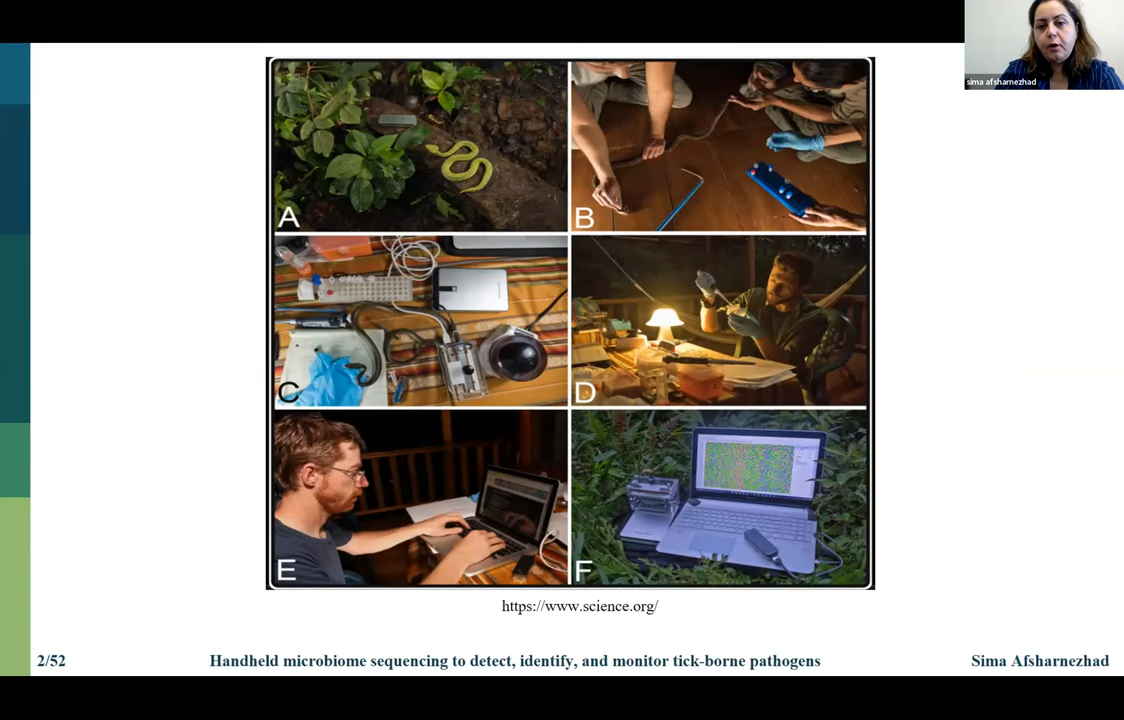 sima afsharnezhad
A
B
C
D
E
F
https://www.science.org/
2/52
Handheld microbiome sequencing to detect, identify, and monitor tick-borne pathogens
Sima Afsharnezhad